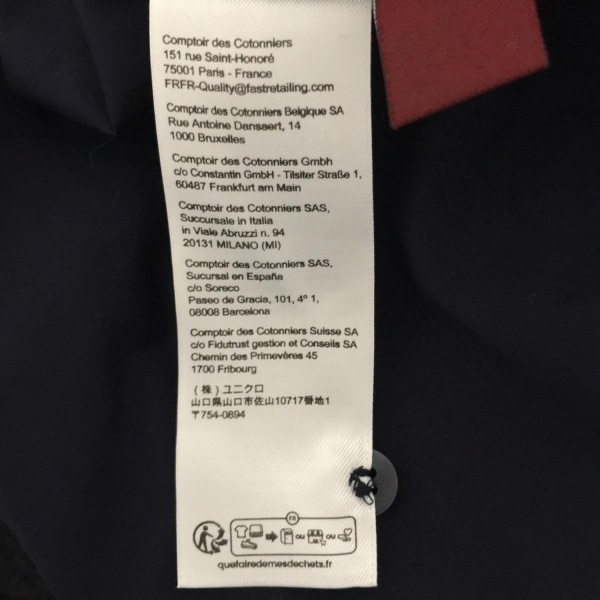 Comptoir des Cotonniers
151 rue Saint-Honoré
75001 Paris - France
FRFR-Quality@fastretailing.com
Comptoir des Cotonniers Belgique SA
Rue Antoine Dansaert, 14
1000 Bruxelles
Comptoir des Cotonniers Gmbh
c/o Constantin GmbH - Tilsiter Straße 1,
60487 Frankfurt am Main
Comptoir des Cotonniers SAS,
Succursale in Italia
in Viale Abruzzi n. 94
20131 MILANO (MI)
Comptoir des Cotonniers SAS,
Sucursal en España
c/o Soreco
Paseo de Gracia, 101, 4º 1,
08008 Barcelona
Comptoir des Cotonniers Suisse SA
c/o Fidutrust gestion et Conseils SA
Chemin des Primevères 45
1700 Fribourg
（株）ユニクロ
山口県山口市佐山10717番地1
〒754-0894
FR
OU OU
quefairedemesdechets.fr